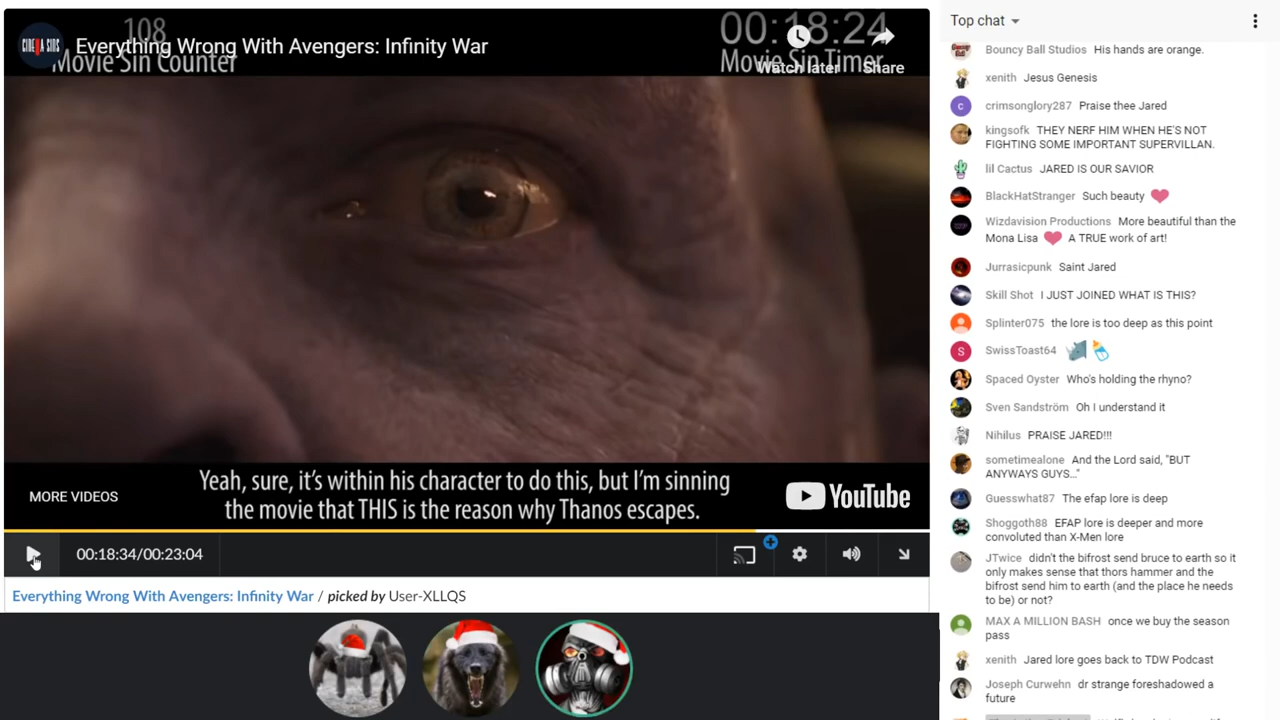 108
Movie Sin Counter
CINEMA SINS
Everything Wrong With Avengers: Infinity War
00:18:24
Movie Sin Timer
Watch later
Share
Yeah, sure, it's within his character to do this, but I'm sinning
the movie that THIS is the reason why Thanos escapes.
MORE VIDEOS
YouTube
00:18:34/00:23:04
Everything Wrong With Avengers: Infinity War / picked by User-XLLQS
Top chat
Bouncy Ball Studios His hands are orange.
xenith Jesus Genesis
c crimsonglory287 Praise thee Jared
kingsofk THEY NERF HIM WHEN HE'S NOT
FIGHTING SOME IMPORTANT SUPERVILLAN.
lil Cactus JARED IS OUR SAVIOR
BlackHatStranger Such beauty
Wizdavision Productions More beautiful than the
Mona Lisa A TRUE work of art!
Jurrasicpunk Saint Jared
Skill Shot I JUST JOINED WHAT IS THIS?
Splinter075 the lore is too deep as this point
S SwissToast64
Spaced Oyster Who's holding the rhyno?
Sven Sandström Oh I understand it
Nihilus PRAISE JARED!!!
sometimealone And the Lord said, "BUT
ANYWAYS GUYS..."
Guesswhat87 The efap lore is deep
Shoggoth88 EFAP lore is deeper and more
convoluted than X-Men lore
JTwice didn't the bifrost send bruce to earth so it
only makes sense that thors hammer and the
bifrost send him to earth (and the place he needs
to be) or not?
MAX A MILLION BASH once we buy the season
pass
xenith Jared lore goes back to TDW Podcast
Joseph Curwehn dr strange foreshadowed a
future